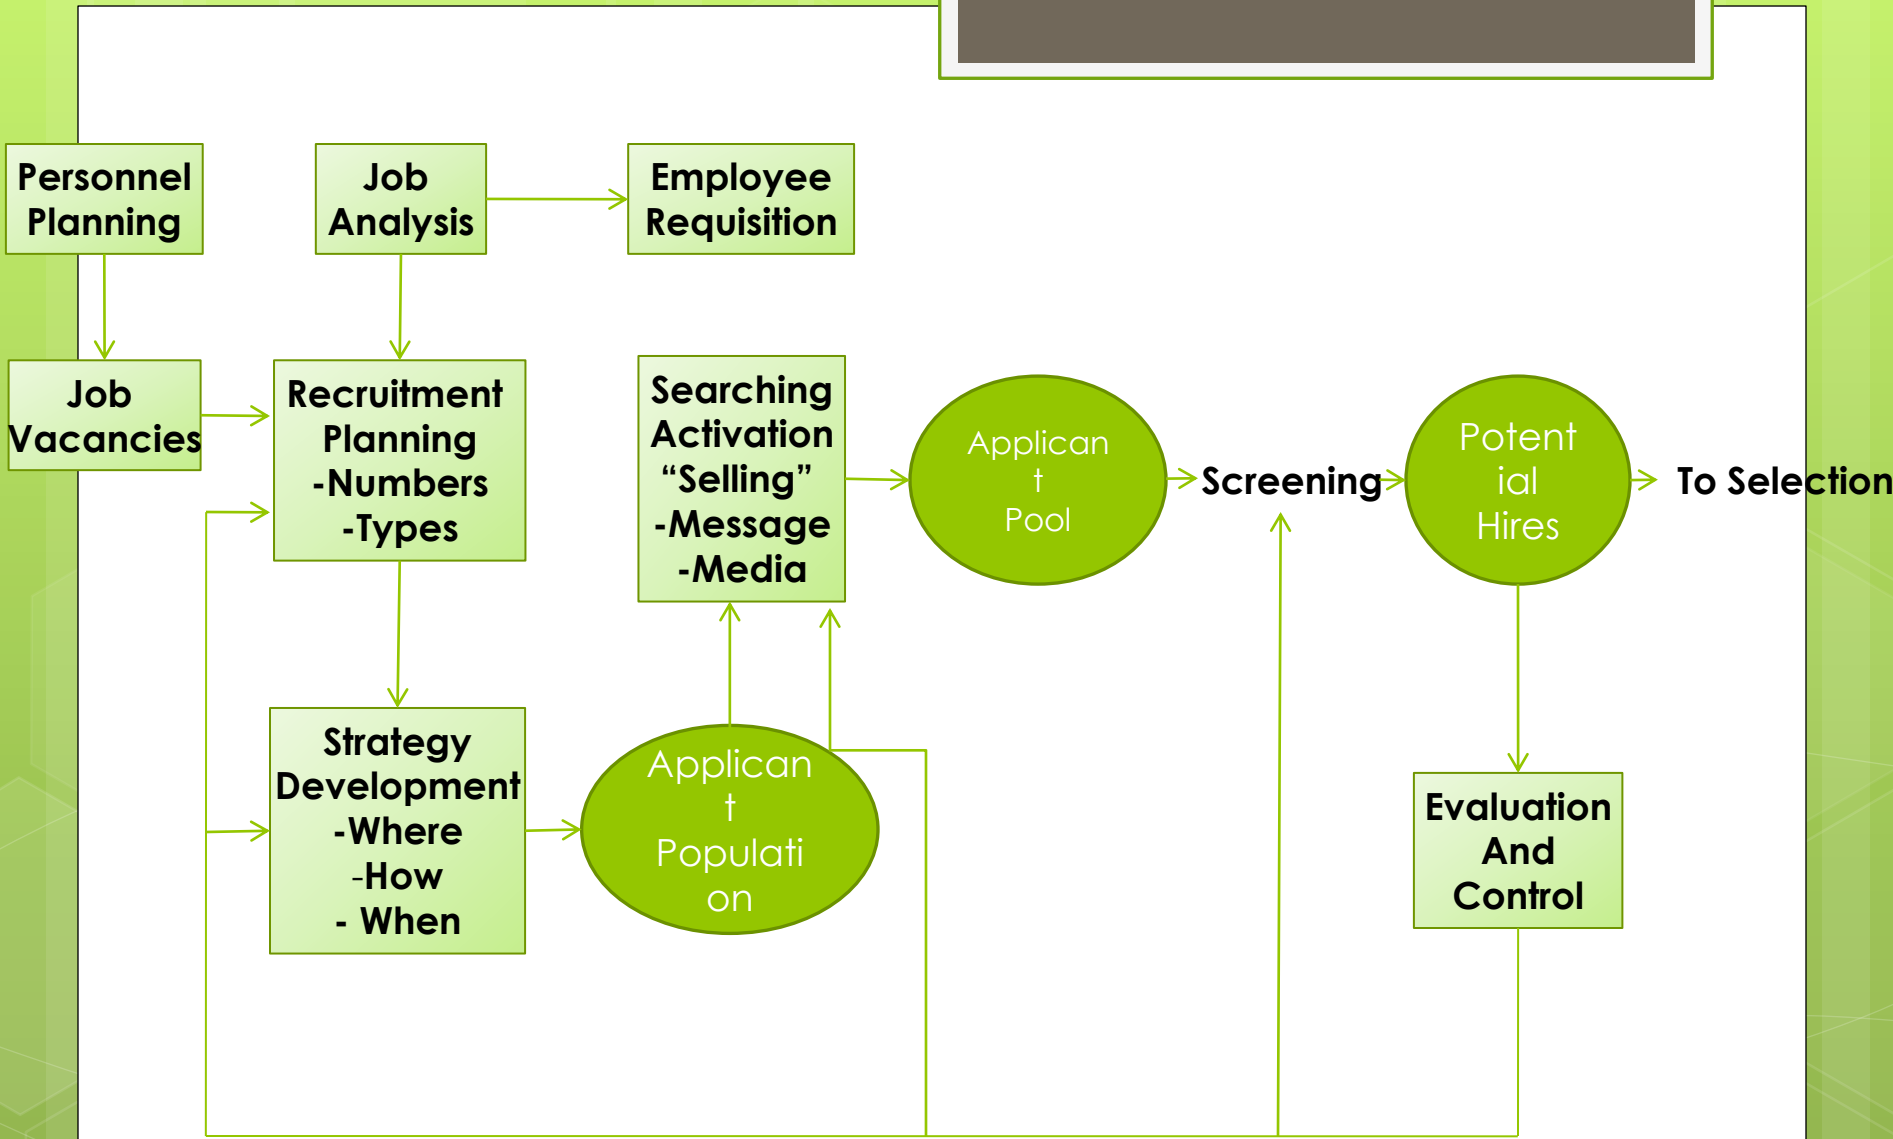 Personnel
Planning
Job
Analysis
Employee
Requisition
Job
Vacancies
Recruitment
Planning
-Numbers
-Types
Searching
Activation
“Selling”
-Message
-Media
Applican
t
Pool
Screening
Potent
ial
Hires
To Selection
Strategy
Development
-Where
-How
- When
Applican
t
Populati
on
Evaluation
And
Control